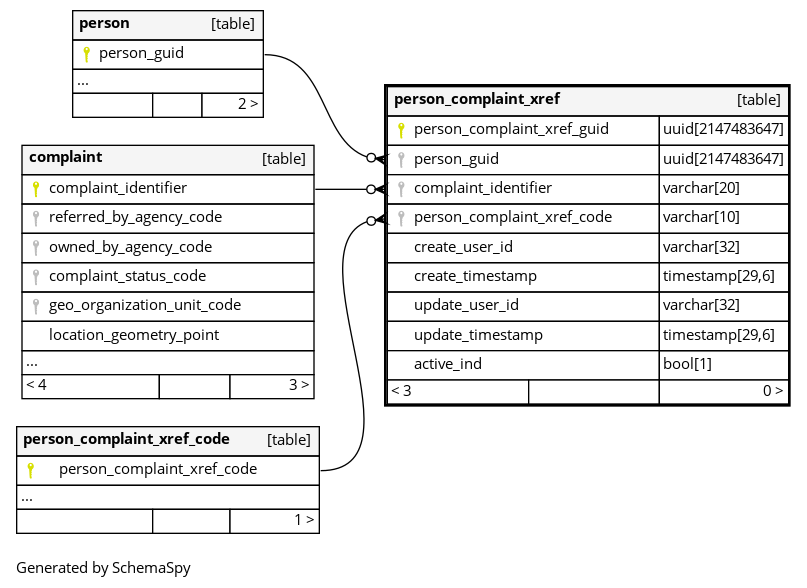 person [table]
person_guid
...
2 >
complaint [table]
complaint_identifier
referred_by_agency_code
owned_by_agency_code
complaint_status_code
geo_organization_unit_code
location_geometry_point
...
< 4 3 >
person_complaint_xref_code [table]
person_complaint_xref_code
...
1 >
person_complaint_xref [table]
person_complaint_xref_guid uuid[2147483647]
person_guid uuid[2147483647]
complaint_identifier varchar[20]
person_complaint_xref_code varchar[10]
create_user_id varchar[32]
create_timestamp timestamp[29,6]
update_user_id varchar[32]
update_timestamp timestamp[29,6]
active_ind bool[1]
< 3 0 >
Generated by SchemaSpy